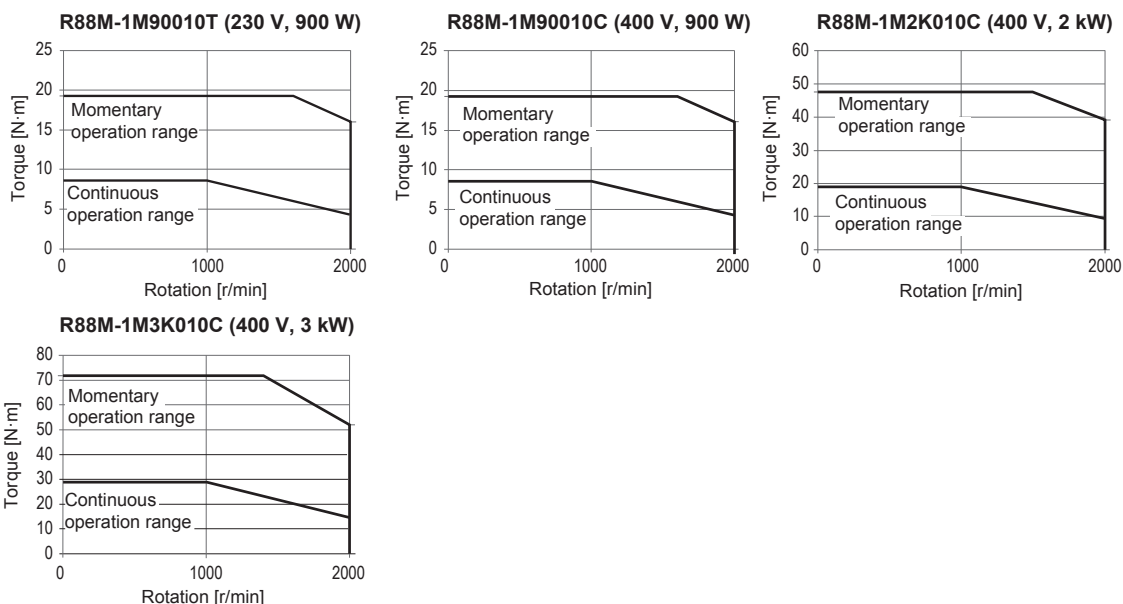 R88M-1M90010T (230 V, 900 W)
Torque [N·m]
25
20
15
10
5
0
Momentary
operation range
Continuous
operation range
0
1000
2000
Rotation [r/min]
R88M-1M90010C (400 V, 900 W)
Torque [N·m]
25
20
15
10
5
0
Momentary
operation range
Continuous
operation range
0
1000
2000
Rotation [r/min]
R88M-1M2K010C (400 V, 2 kW)
Torque [N·m]
60
50
40
30
20
10
0
Momentary
operation range
Continuous
operation range
0
1000
2000
Rotation [r/min]
R88M-1M3K010C (400 V, 3 kW)
Torque [N·m]
80
70
60
50
40
30
20
10
0
Momentary
operation range
Continuous
operation range
0
1000
2000
Rotation [r/min]